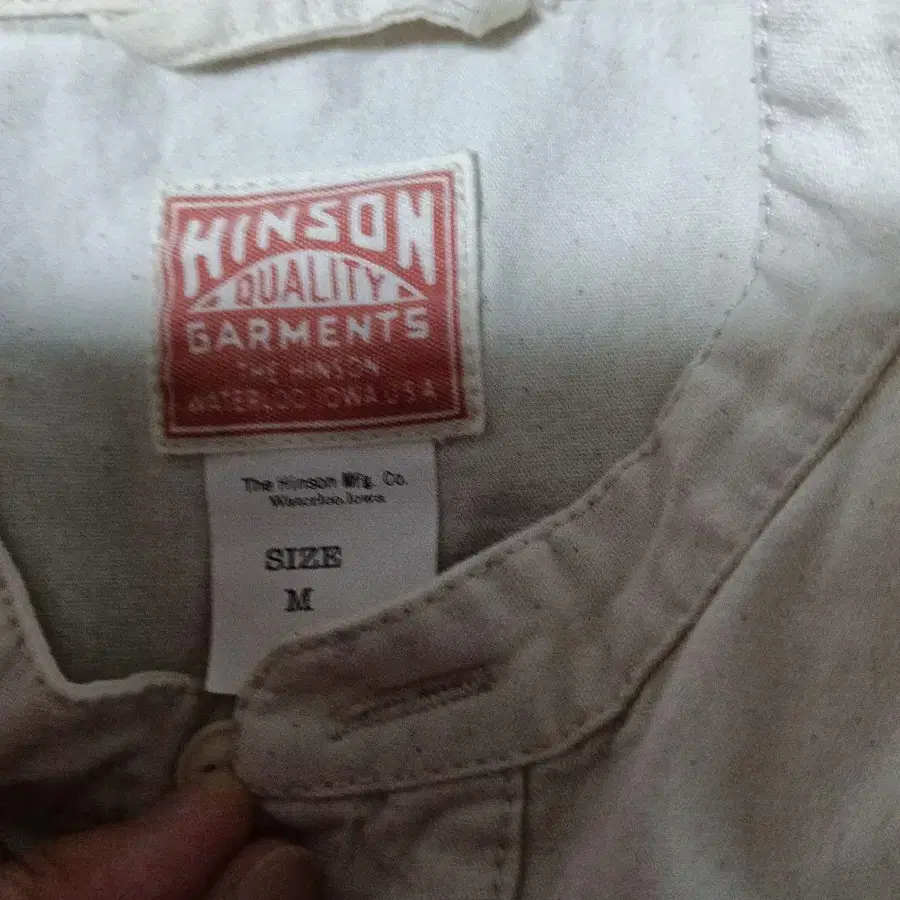 HINSON
QUALITY
GARMENTS
THE HINSON
WATERLOO IOWA U.S.A
The Hinson Mfg. Co.
Waterloo.Iowa
SIZE
M